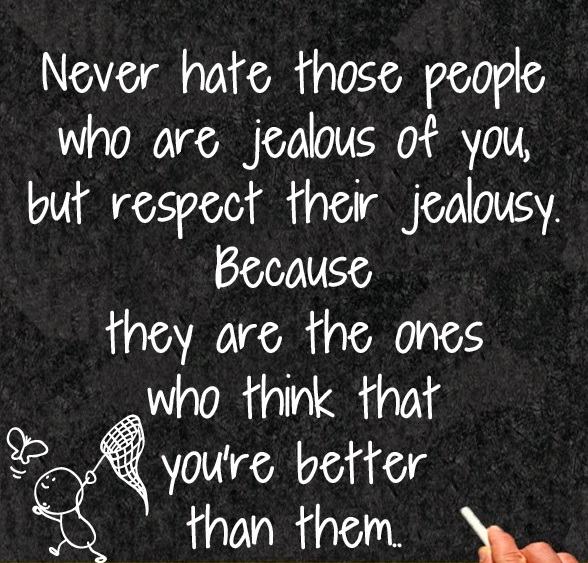 Never hate those people
who are jealous of you,
but respect their jealousy.
Because
they are the ones
who think that
you're better
than them..